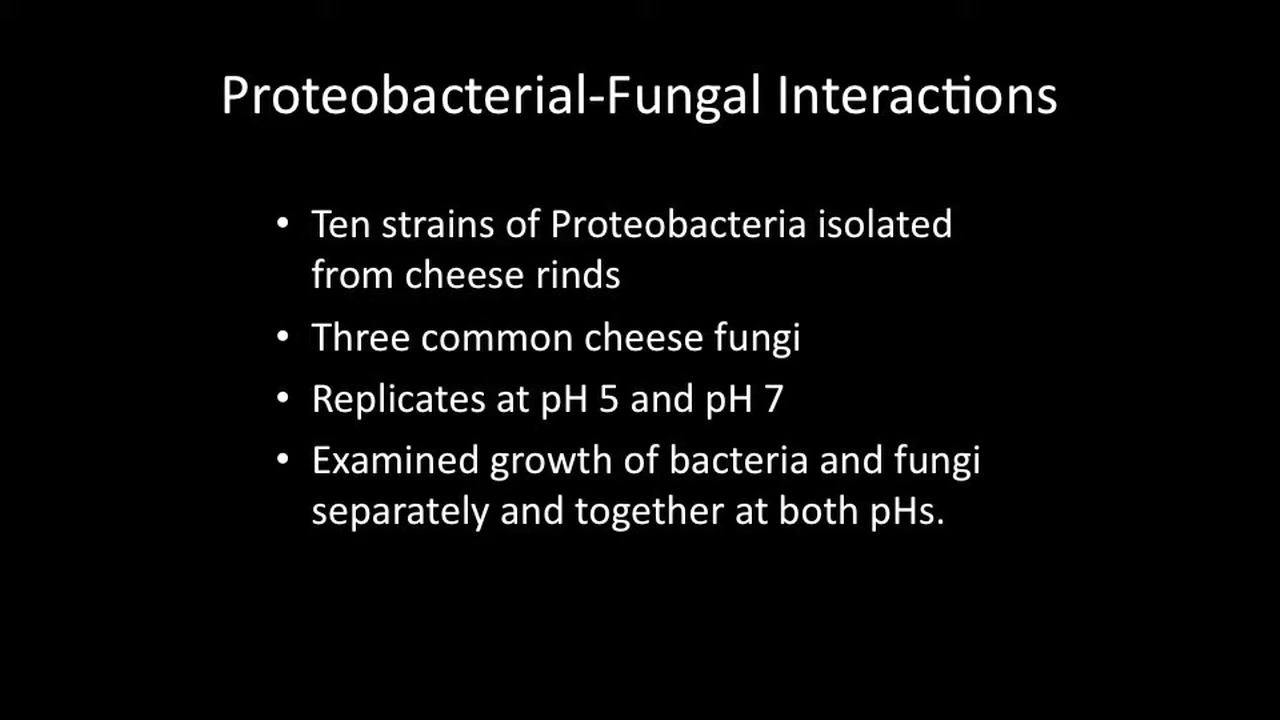 Proteobacterial-Fungal Interactions
• Ten strains of Proteobacteria isolated
from cheese rinds
• Three common cheese fungi
• Replicates at pH 5 and pH 7
• Examined growth of bacteria and fungi
separately and together at both pHs.